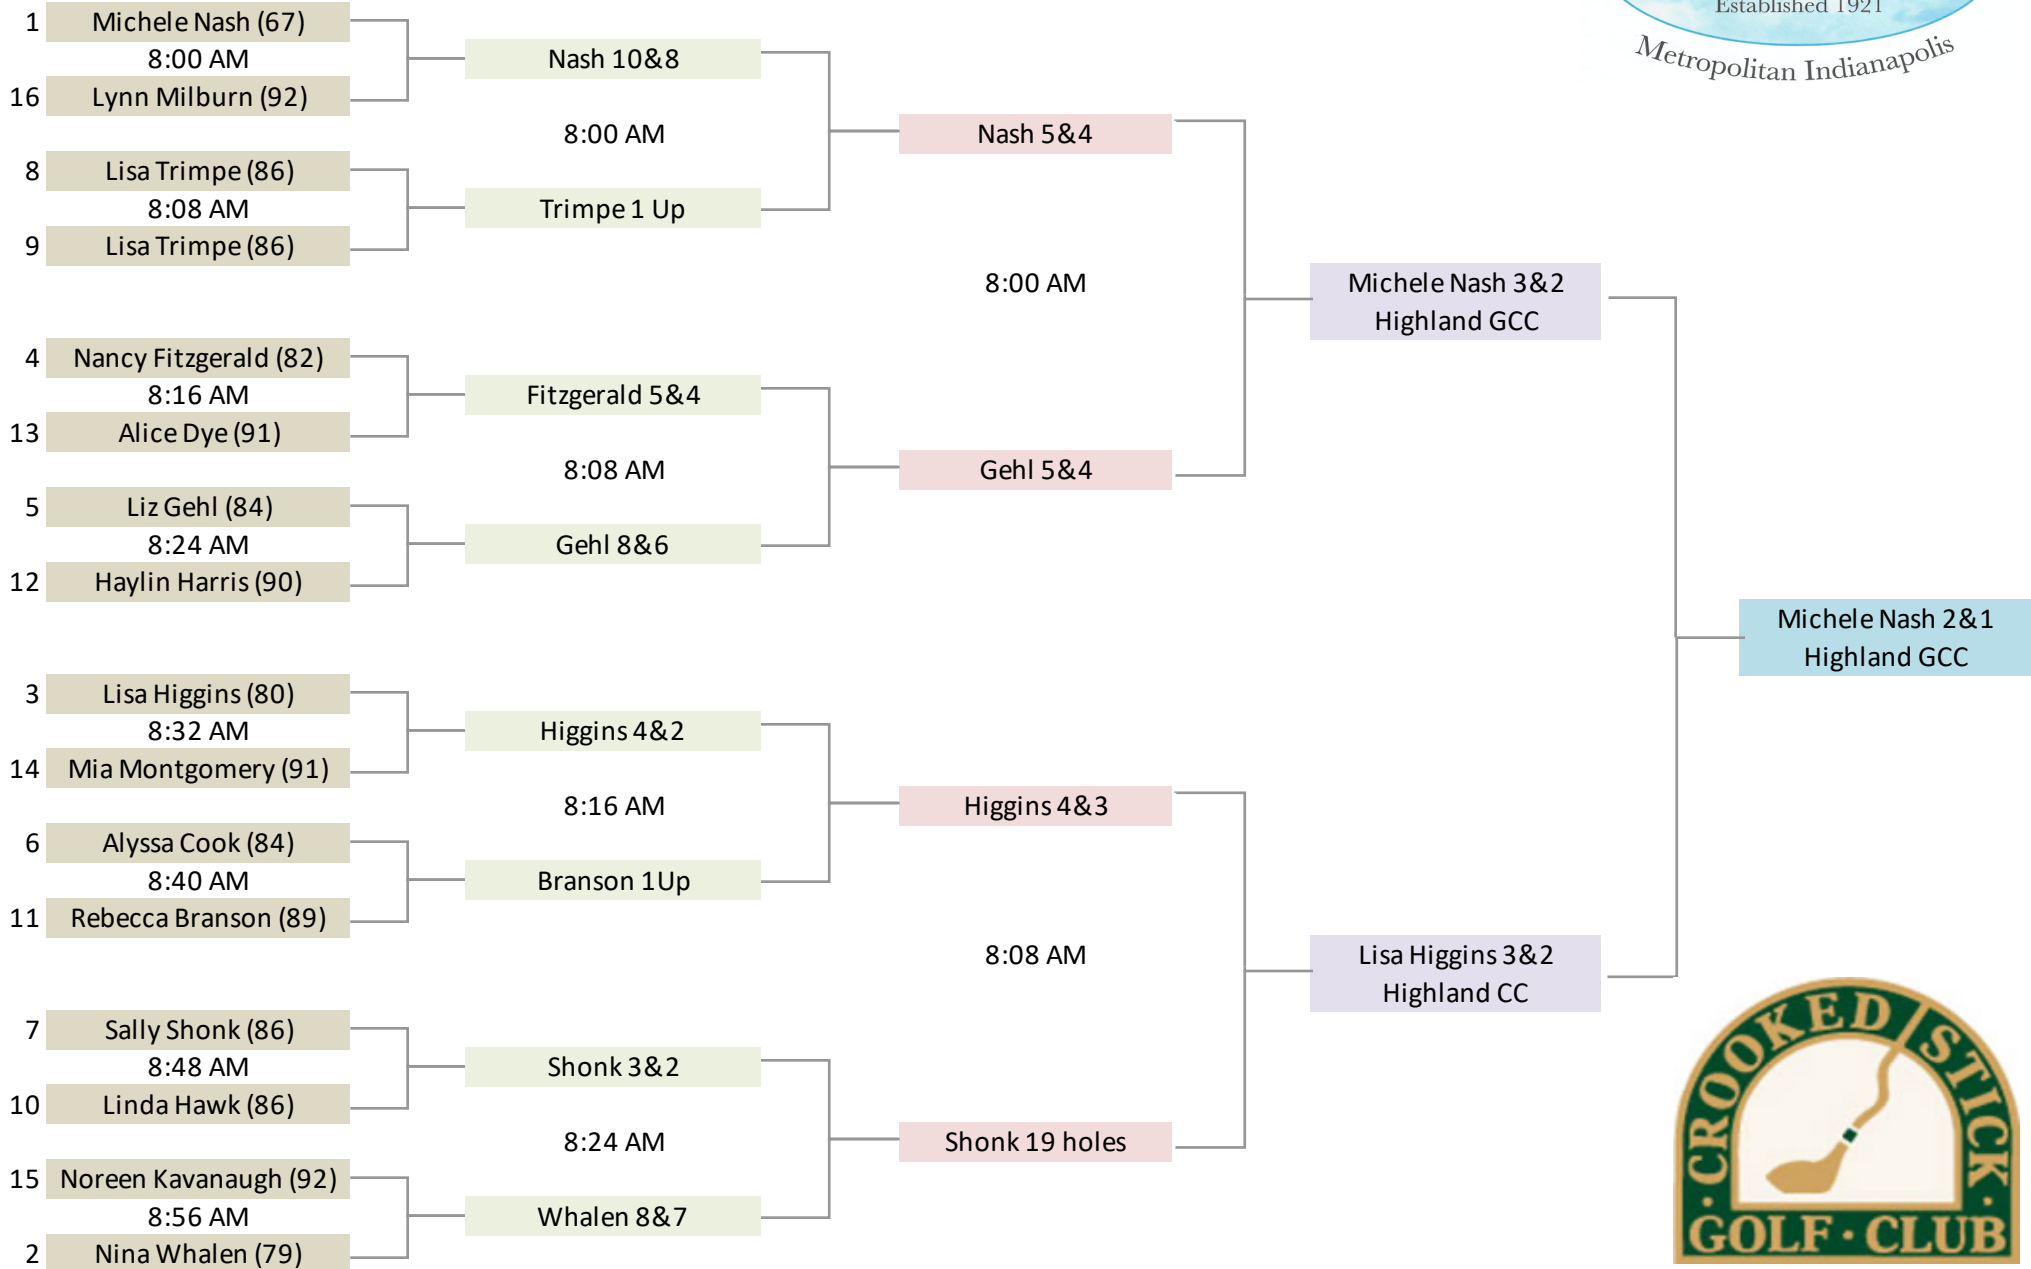 Established 1921
Metropolitan Indianapolis
1 Michele Nash (67)
8:00 AM
16 Lynn Milburn (92)
8 Lisa Trimpe (86)
8:08 AM
9 Lisa Trimpe (86)
4 Nancy Fitzgerald (82)
8:16 AM
13 Alice Dye (91)
5 Liz Gehl (84)
8:24 AM
12 Haylin Harris (90)
3 Lisa Higgins (80)
8:32 AM
14 Mia Montgomery (91)
6 Alyssa Cook (84)
8:40 AM
11 Rebecca Branson (89)
7 Sally Shonk (86)
8:48 AM
10 Linda Hawk (86)
15 Noreen Kavanaugh (92)
8:56 AM
2 Nina Whalen (79)
Nash 10&8
8:00 AM
Trimpe 1 Up
Fitzgerald 5&4
8:08 AM
Gehl 8&6
Higgins 4&2
8:16 AM
Branson 1Up
Shonk 3&2
8:24 AM
Whalen 8&7
Nash 5&4
8:00 AM
Gehl 5&4
Higgins 4&3
8:08 AM
Shonk 19 holes
Michele Nash 3&2
Highland GCC
Lisa Higgins 3&2
Highland CC
Michele Nash 2&1
Highland GCC
· CROOKED STICK ·
GOLF · CLUB